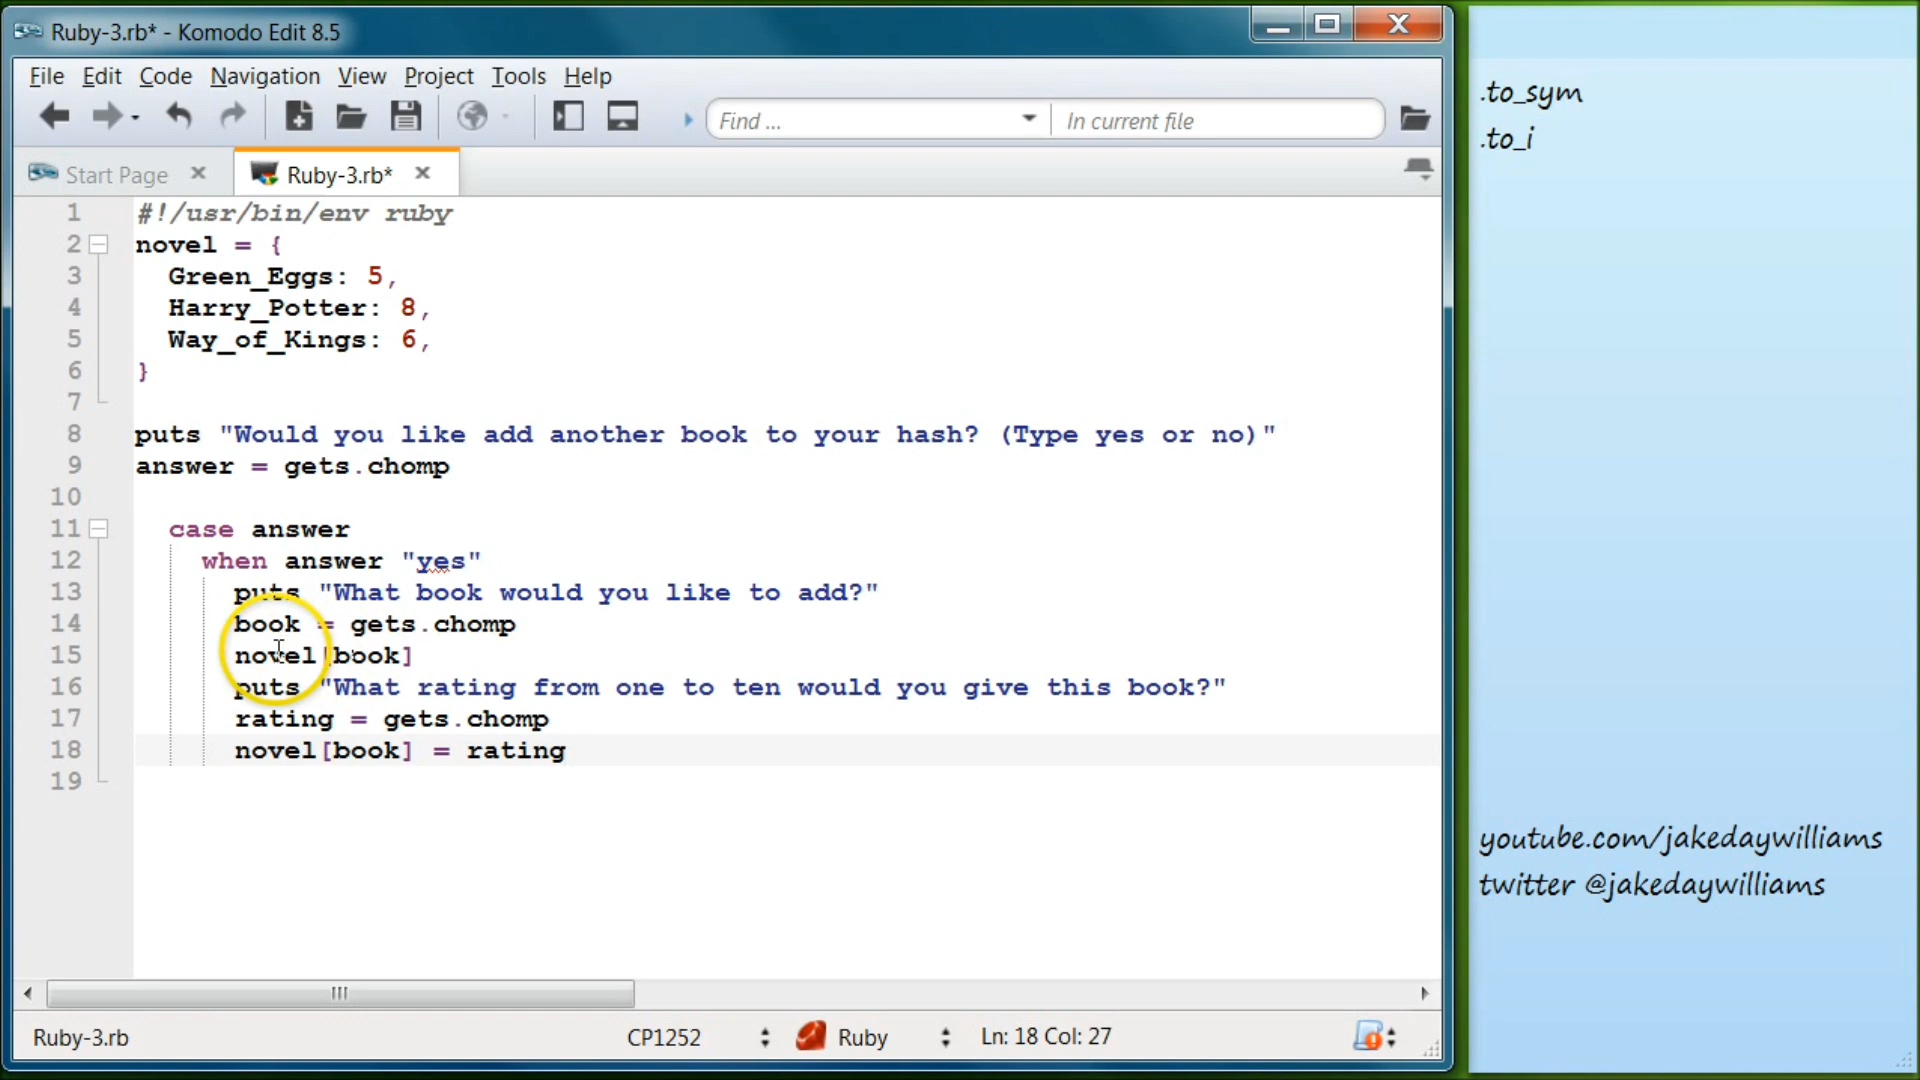 Ruby-3.rb* - Komodo Edit 8.5
File Edit Code Navigation View Project Tools Help
Find ... In current file
Start Page Ruby-3.rb*
1 #!/usr/bin/env ruby
2 novel = {
3 Green_Eggs: 5,
4 Harry_Potter: 8,
5 Way_of_Kings: 6,
6 }
7
8 puts "Would you like add another book to your hash? (Type yes or no)"
9 answer = gets.chomp
10
11 case answer
12 when answer "yes"
13 puts "What book would you like to add?"
14 book = gets.chomp
15 novel[book]
16 puts "What rating from one to ten would you give this book?"
17 rating = gets.chomp
18 novel[book] = rating
19
Ruby-3.rb CP1252 Ruby Ln: 18 Col: 27
.to_sym
.to_i
youtube.com/jakedaywilliams
twitter @jakedaywilliams